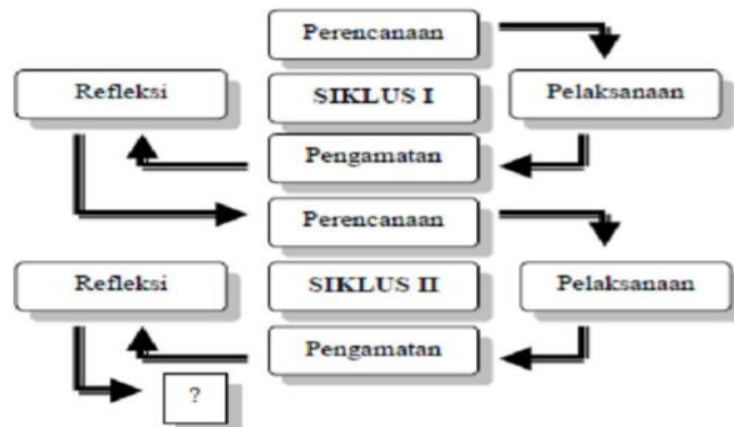 Perencanaan
Refleksi
SIKLUS I
Pelaksanaan
Pengamatan
Perencanaan
Refleksi
SIKLUS II
Pelaksanaan
Pengamatan
?